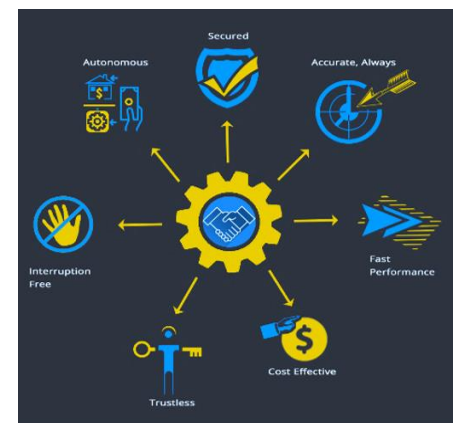 Secured
Autonomous
Accurate, Always
Interruption
Free
Fast
Performance
Cost Effective
Trustless